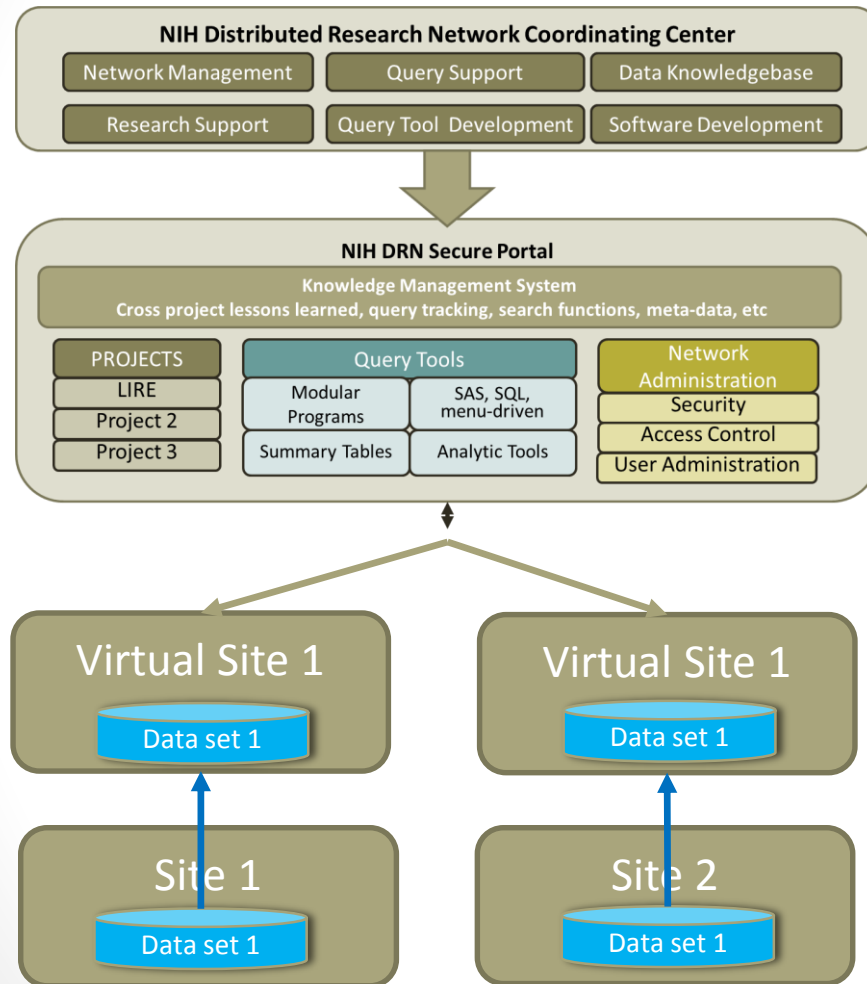 NIH Distributed Research Network Coordinating Center
Network Management
Query Support
Data Knowledgebase
Research Support
Query Tool Development
Software Development
NIH DRN Secure Portal
Knowledge Management System
Cross project lessons learned, query tracking, search functions, meta-data, etc
PROJECTS
LIRE
Project 2
Project 3
Query Tools
Modular
Programs
SAS, SQL,
menu-driven
Summary Tables
Analytic Tools
Network
Administration
Security
Access Control
User Administration
Virtual Site 1
Data set 1
Virtual Site 1
Data set 1
Site 1
Data set 1
Site 2
Data set 1